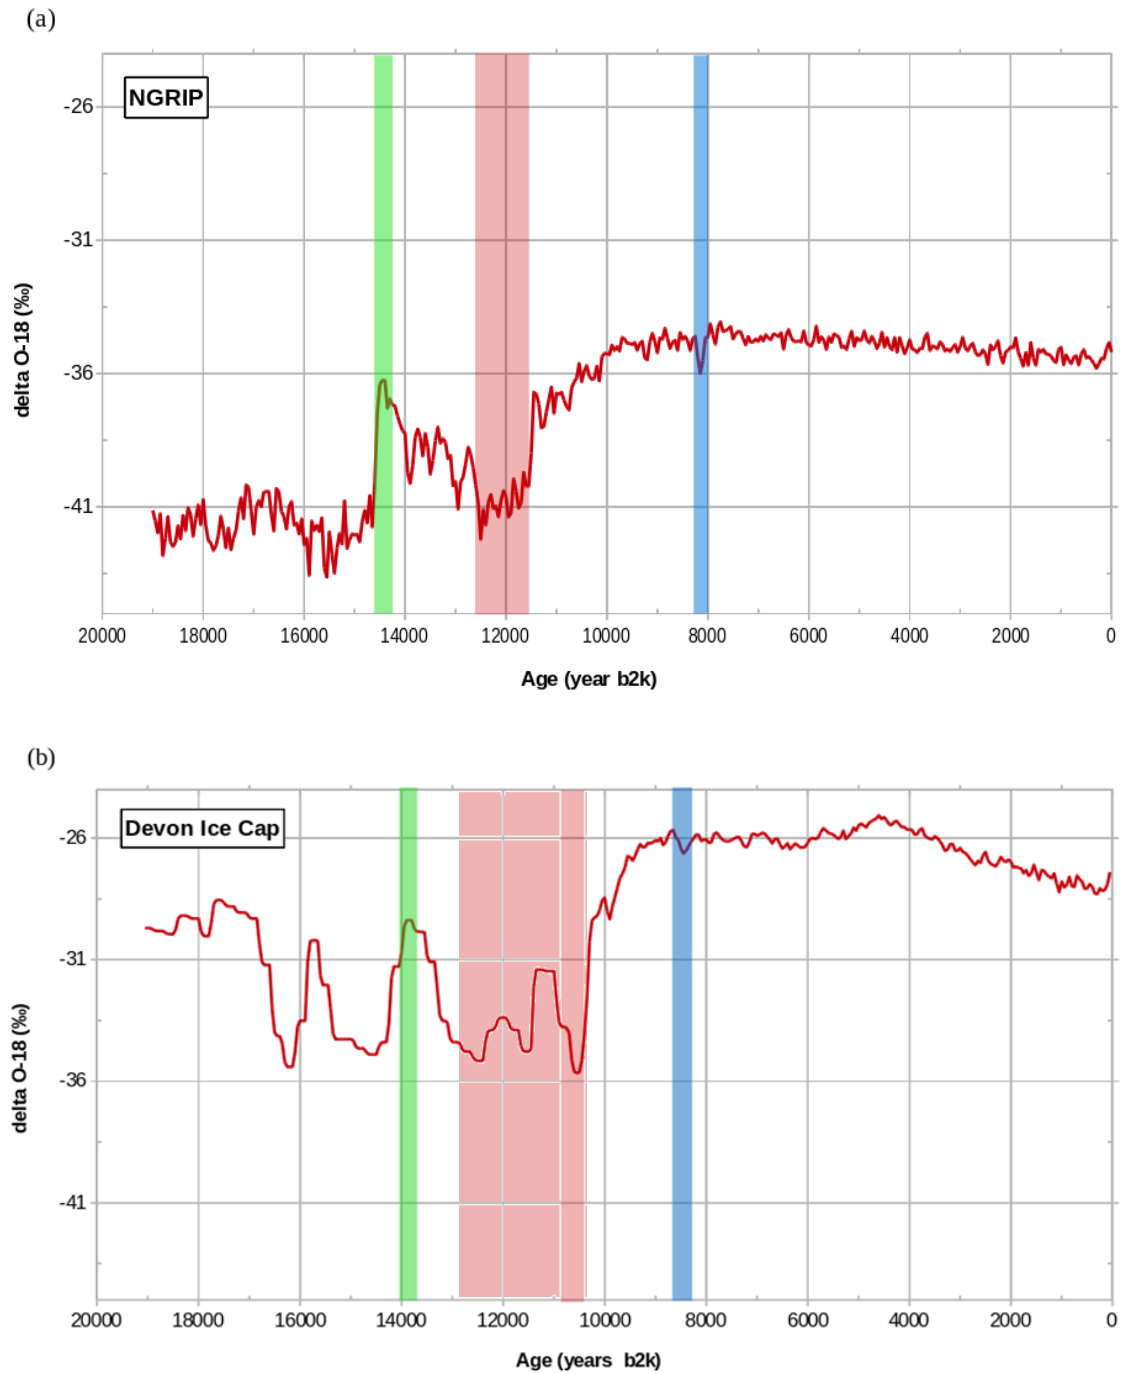 (a)
NGRIP
-26
-31
-36
-41
delta O-18 (‰)
20000 18000 16000 14000 12000 10000 8000 6000 4000 2000 0
Age (year b2k)
(b)
Devon Ice Cap
-26
-31
-36
-41
delta O-18 (‰)
20000 18000 16000 14000 12000 10000 8000 6000 4000 2000 0
Age (years b2k)